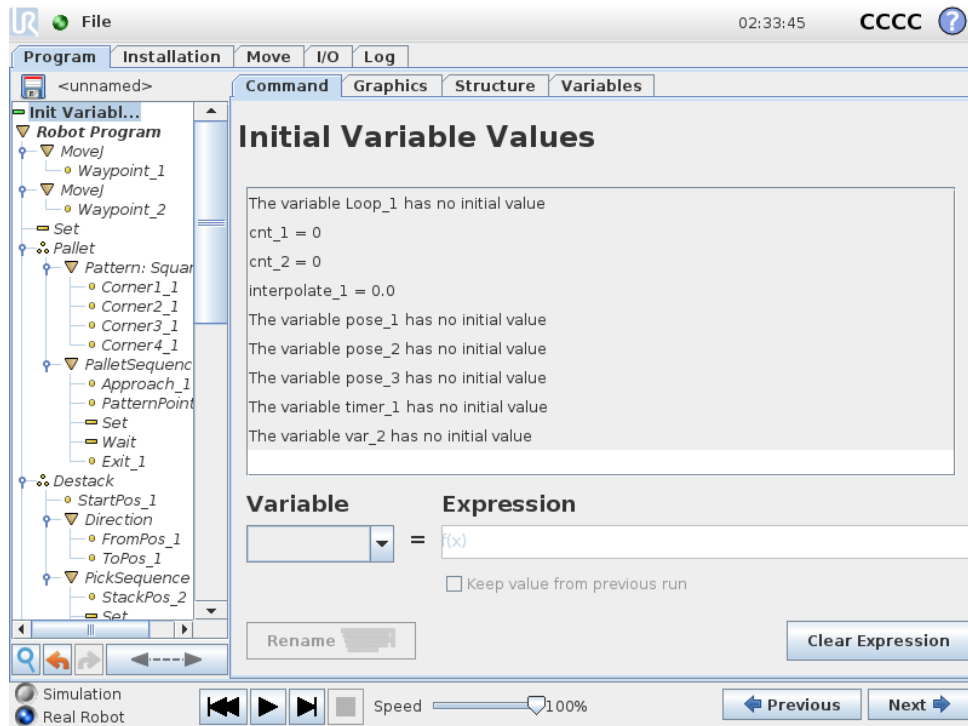 UR File 02:33:45 CCCC ?
Program Installation Move I/O Log
<unnamed>
Command Graphics Structure Variables
Init Variabl...
Robot Program
MoveJ
Waypoint_1
MoveJ
Waypoint_2
Set
Pallet
Pattern: Squar
Corner1_1
Corner2_1
Corner3_1
Corner4_1
PalletSequenc
Approach_1
PatternPoint
Set
Wait
Exit_1
Destack
StartPos_1
Direction
FromPos_1
ToPos_1
PickSequence
StackPos_2
Set
Initial Variable Values
The variable Loop_1 has no initial value
cnt_1 = 0
cnt_2 = 0
interpolate_1 = 0.0
The variable pose_1 has no initial value
The variable pose_2 has no initial value
The variable pose_3 has no initial value
The variable timer_1 has no initial value
The variable var_2 has no initial value
Variable Expression
= f(x)
Keep value from previous run
Rename
Clear Expression
Simulation
Real Robot
Speed 100%
Previous Next